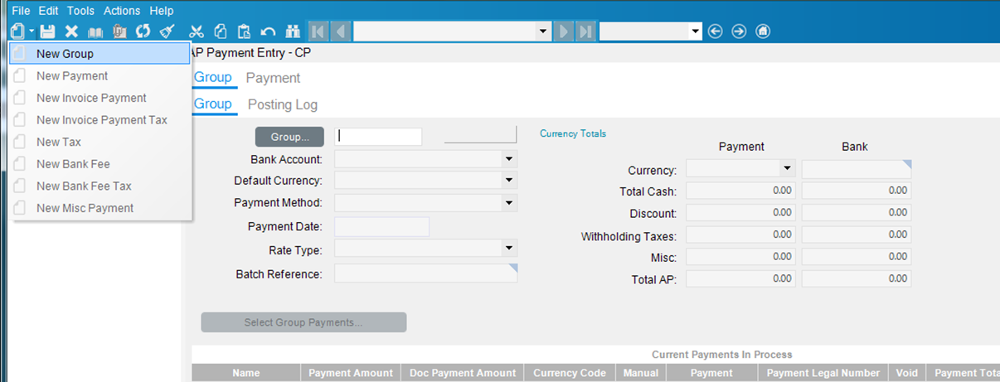 File Edit Tools Actions Help
New Group
New Payment
New Invoice Payment
New Invoice Payment Tax
New Tax
New Bank Fee
New Bank Fee Tax
New Misc Payment
AP Payment Entry - CP
Group Payment
Group Posting Log
Group...
Bank Account:
Default Currency:
Payment Method:
Payment Date:
Rate Type:
Batch Reference:
Select Group Payments...
Currency Totals
Payment Bank
Currency:
Total Cash: 0.00 0.00
Discount: 0.00 0.00
Withholding Taxes: 0.00 0.00
Misc: 0.00 0.00
Total AP: 0.00 0.00
Current Payments In Process
Name Payment Amount Doc Payment Amount Currency Code Manual Payment Payment Legal Number Void Payment Tota